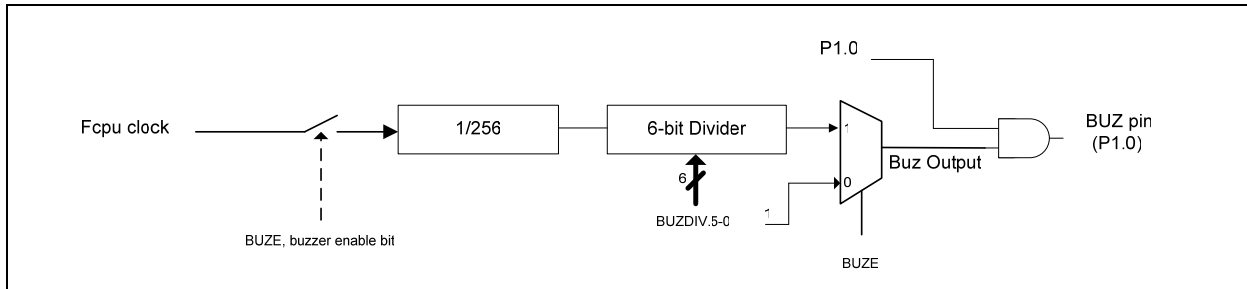 P1.0
Fcpu clock
1/256
6-bit Divider
1
BUZ pin
(P1.0)
Buz Output
6
0
BUZDIV.5-0
1
BUZE, buzzer enable bit
BUZE